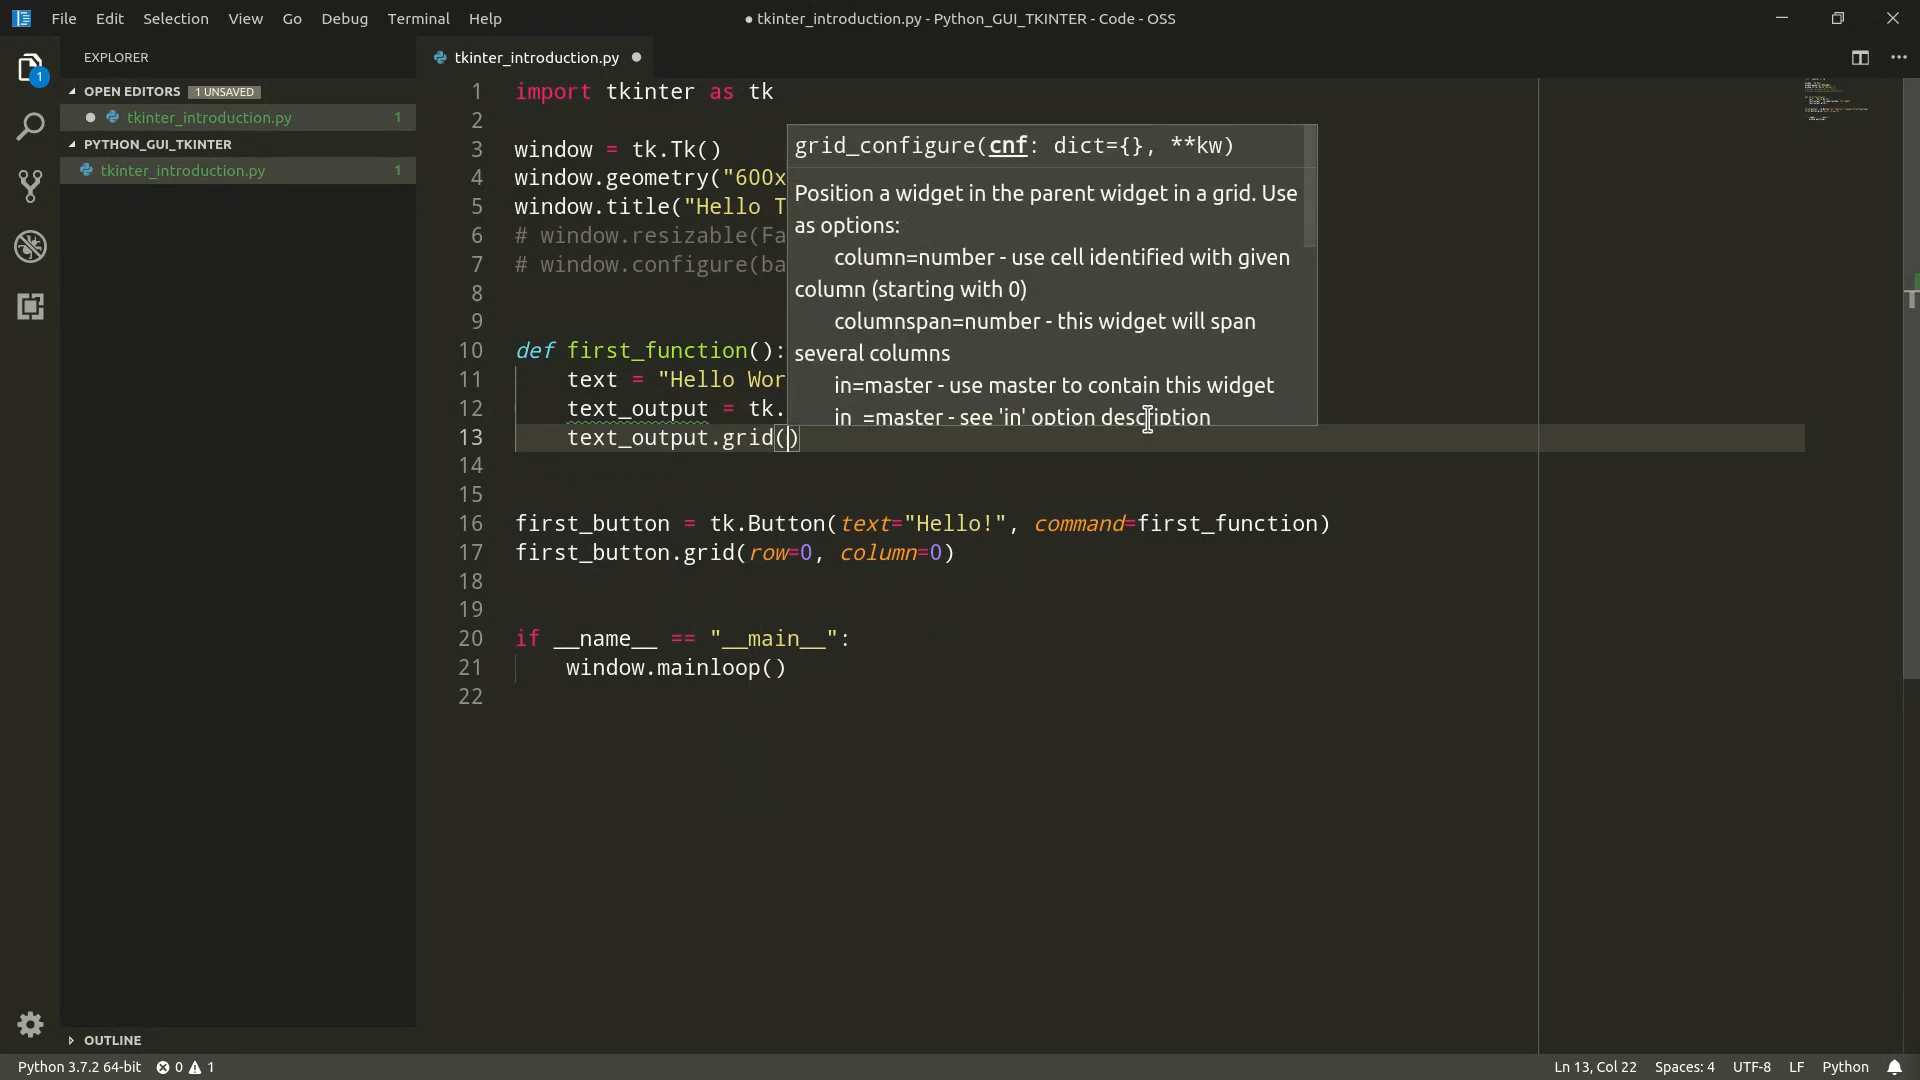 File Edit Selection View Go Debug Terminal Help
● tkinter_introduction.py - Python_GUI_TKINTER - Code - OSS
1
EXPLORER
OPEN EDITORS 1 UNSAVED
tkinter_introduction.py 1
PYTHON_GUI_TKINTER
tkinter_introduction.py 1
OUTLINE
tkinter_introduction.py
1 import tkinter as tk
2
3 window = tk.Tk()
4 window.geometry("600x
5 window.title("Hello T
6 # window.resizable(Fa
7 # window.configure(ba
8
9
10 def first_function():
11 text = "Hello Wor
12 text_output = tk.
13 text_output.grid()
14
15
16 first_button = tk.Button(text="Hello!", command=first_function)
17 first_button.grid(row=0, column=0)
18
19
20 if __name__ == "__main__":
21 window.mainloop()
22
grid_configure(cnf: dict={}, **kw)
Position a widget in the parent widget in a grid. Use
as options:
column=number - use cell identified with given
column (starting with 0)
columnspan=number - this widget will span
several columns
in=master - use master to contain this widget
in_=master - see 'in' option description
Python 3.7.2 64-bit 0 1
Ln 13, Col 22 Spaces: 4 UTF-8 LF Python